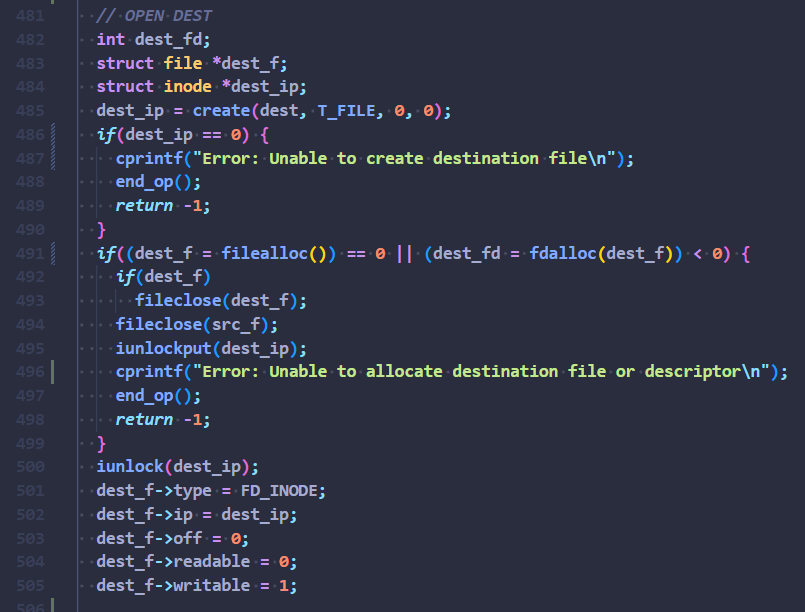 481 // OPEN DEST
482 int dest_fd;
483 struct file *dest_f;
484 struct inode *dest_ip;
485 dest_ip = create(dest, T_FILE, 0, 0);
486 if(dest_ip == 0) {
487 cprintf("Error: Unable to create destination file\n");
488 end_op();
489 return -1;
490 }
491 if((dest_f = filealloc()) == 0 || (dest_fd = fdalloc(dest_f)) < 0) {
492 if(dest_f)
493 fileclose(dest_f);
494 fileclose(src_f);
495 iunlockput(dest_ip);
496 cprintf("Error: Unable to allocate destination file or descriptor\n");
497 end_op();
498 return -1;
499 }
500 iunlock(dest_ip);
501 dest_f->type = FD_INODE;
502 dest_f->ip = dest_ip;
503 dest_f->off = 0;
504 dest_f->readable = 0;
505 dest_f->writable = 1;
506